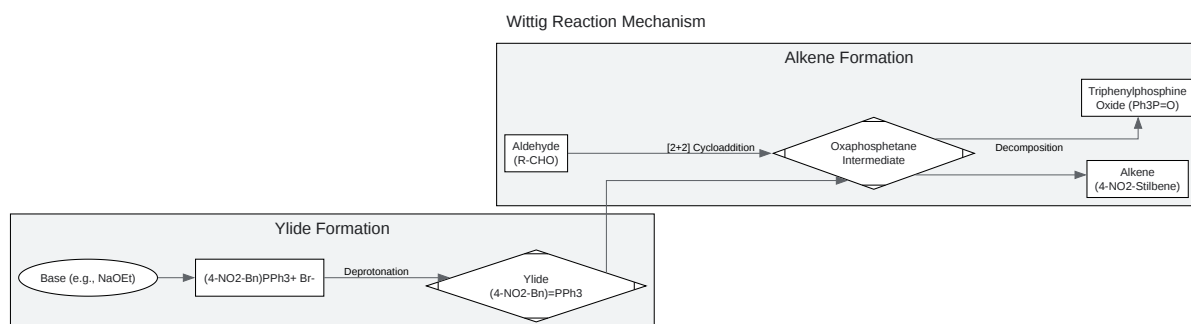 Wittig Reaction Mechanism
Alkene Formation
Triphenylphosphine
Oxide (Ph3P=O)
Aldehyde
(R-CHO)
[2+2] Cycloaddition
Oxaphosphetane
Intermediate
Decomposition
Alkene
(4-NO2-Stilbene)
Ylide Formation
Base (e.g., NaOEt)
(4-NO2-Bn)PPh3+ Br-
Deprotonation
Ylide
(4-NO2-Bn)=PPh3